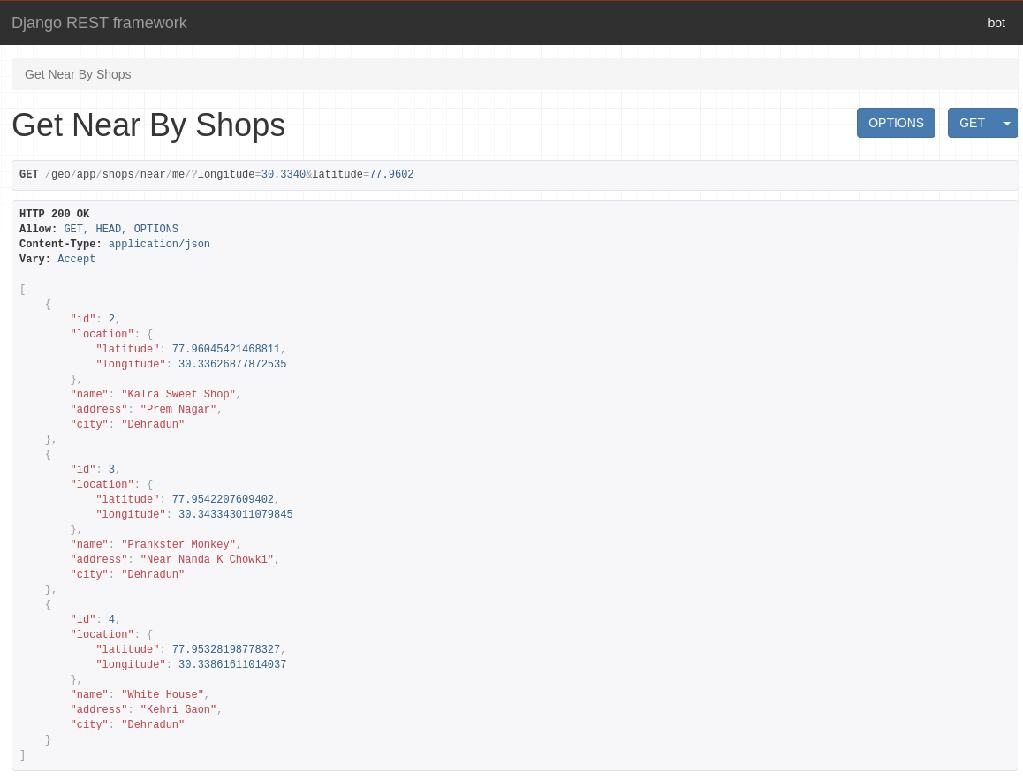 Django REST framework
bot
Get Near By Shops
Get Near By Shops
OPTIONS
GET
GET /geo/app/shops/near/me/?longitude=30.3340&latitude=77.9602
HTTP 200 OK
Allow: GET, HEAD, OPTIONS
Content-Type: application/json
Vary: Accept
[
    {
        "id": 2,
        "location": {
            "latitude": 77.96045421468811,
            "longitude": 30.33626877872535
        },
        "name": "Kalra Sweet Shop",
        "address": "Prem Nagar",
        "city": "Dehradun"
    },
    {
        "id": 3,
        "location": {
            "latitude": 77.9542207609402,
            "longitude": 30.343343011079845
        },
        "name": "Prankster Monkey",
        "address": "Near Nanda K Chowki",
        "city": "Dehradun"
    },
    {
        "id": 4,
        "location": {
            "latitude": 77.95328198778327,
            "longitude": 30.33861611014037
        },
        "name": "White House",
        "address": "Kehri Gaon",
        "city": "Dehradun"
    }
]